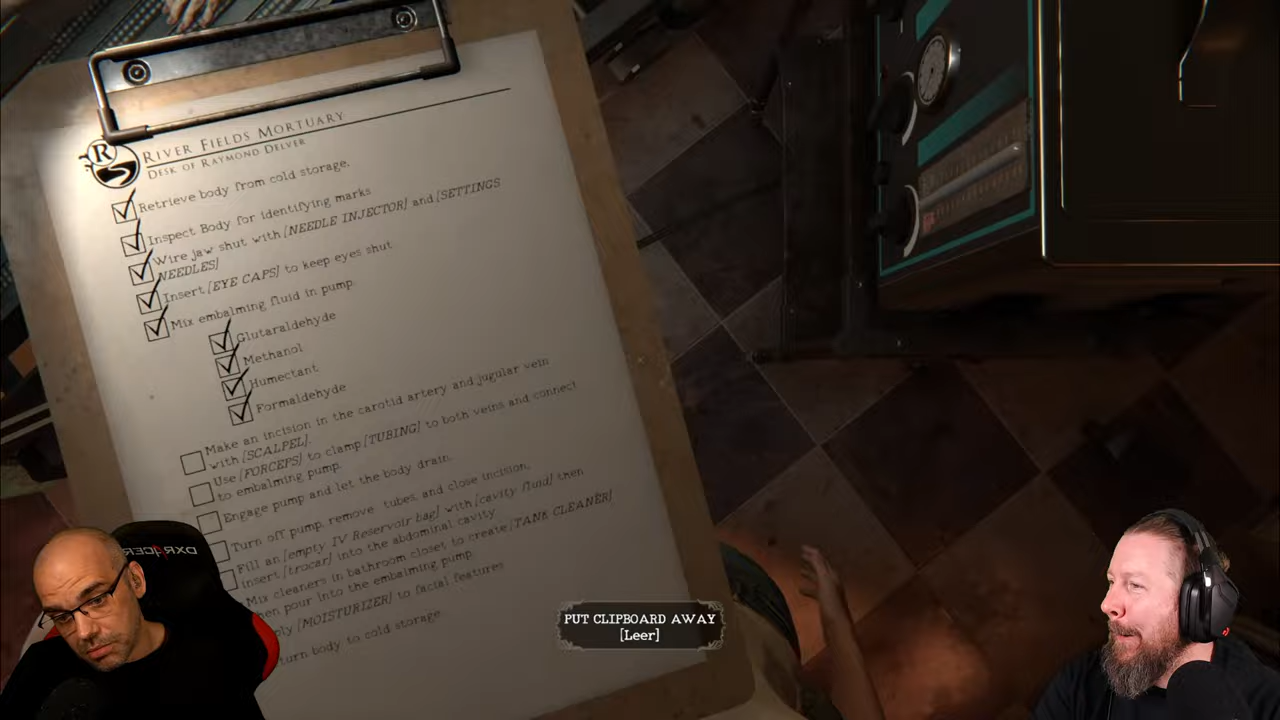 R
RIVER FIELDS MORTUARY
DESK OF RAYMOND DELVER
Retrieve body from cold storage.
Inspect Body for identifying marks
Wire jaw shut with [NEEDLE INJECTOR] and [SETTINGS
NEEDLES]
Insert [EYE CAPS] to keep eyes shut
Mix embalming fluid in pump
Glutaraldehyde
Methanol
Humectant
Formaldehyde
Make an incision in the carotid artery and jugular vein
with [SCALPEL].
Use [FORCEPS] to clamp [TUBING] to both veins and connect
to embalming pump.
Engage pump and let the body drain.
Turn off pump, remove tubes, and close incision.
Fill an [empty IV Reservoir bag] with [cavity fluid] then
insert [trocar] into the abdominal cavity
Mix cleaners in bathroom closet to create [TANK CLEANER]
hen pour into the embalming pump
ply [MOISTURIZER] to facial features
turn body to cold storage
PUT CLIPBOARD AWAY
[Leer]
DXRACER